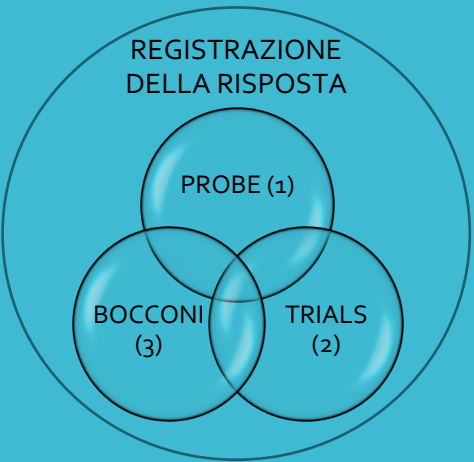 REGISTRAZIONE
DELLA RISPOSTA
PROBE (1)
BOCCONI
(3)
TRIALS
(2)